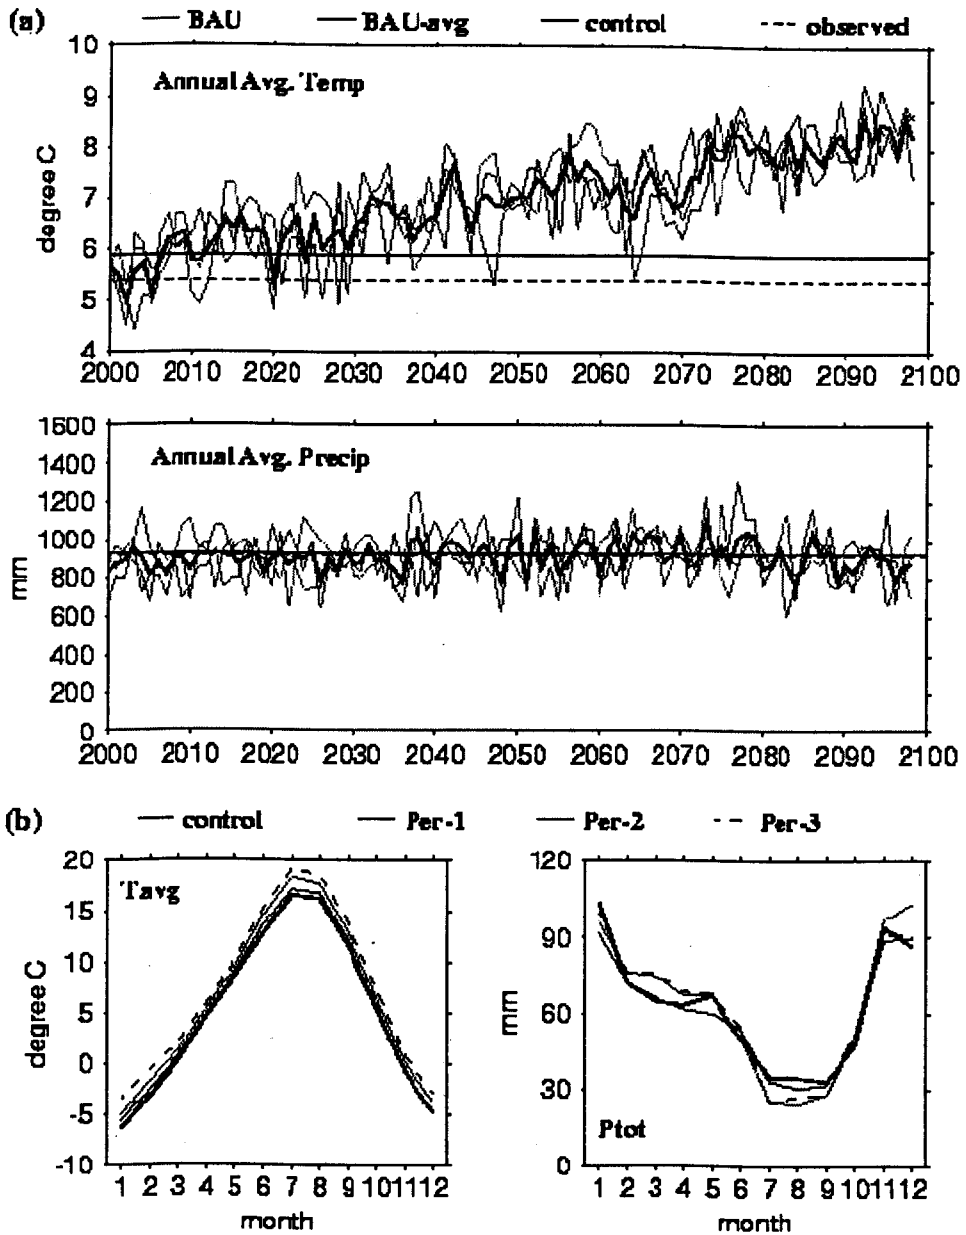 (a) BAU BAU-avg control observed
Annual Avg. Temp
degree C
10
9
8
7
6
5
4
2000 2010 2020 2030 2040 2050 2060 2070 2080 2090 2100
Annual Avg. Precip
mm
1600
1400
1200
1000
800
600
400
200
0
2000 2010 2020 2030 2040 2050 2060 2070 2080 2090 2100
(b) control Per-1 Per-2 Per-3
Tavg
degree C
20
15
10
5
0
-5
-10
1 2 3 4 5 6 7 8 9 10 11 12
month
Ptot
mm
120
90
60
30
0
1 2 3 4 5 6 7 8 9 10 11 12
month